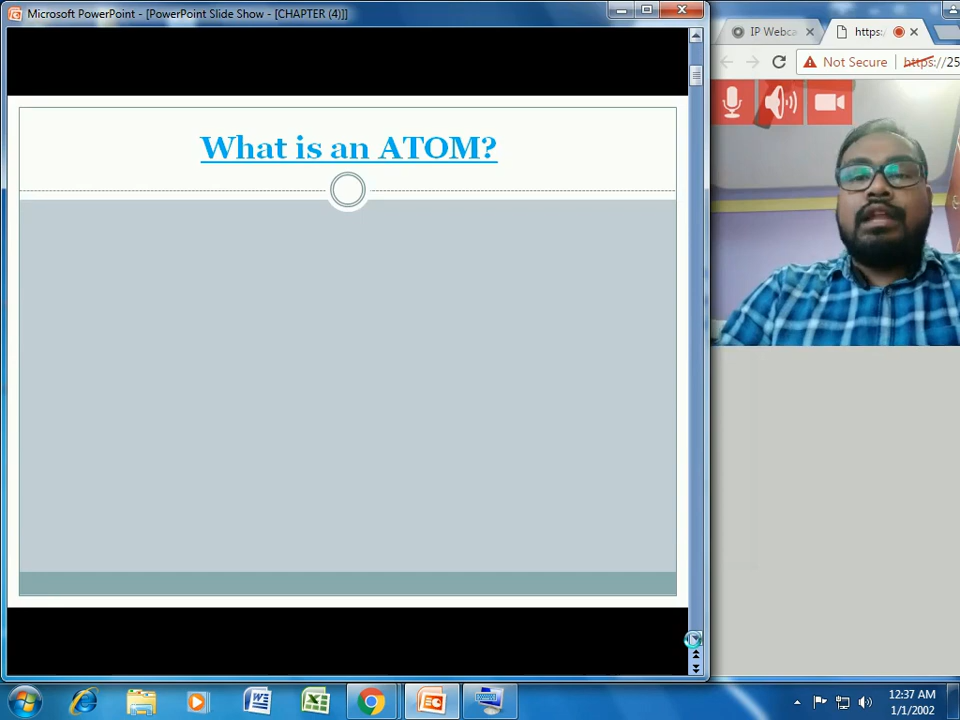 Microsoft PowerPoint - [PowerPoint Slide Show - [CHAPTER (4)]]
IP Webca
https:
Not Secure
https://25
What is an ATOM?
12:37 AM
1/1/2002